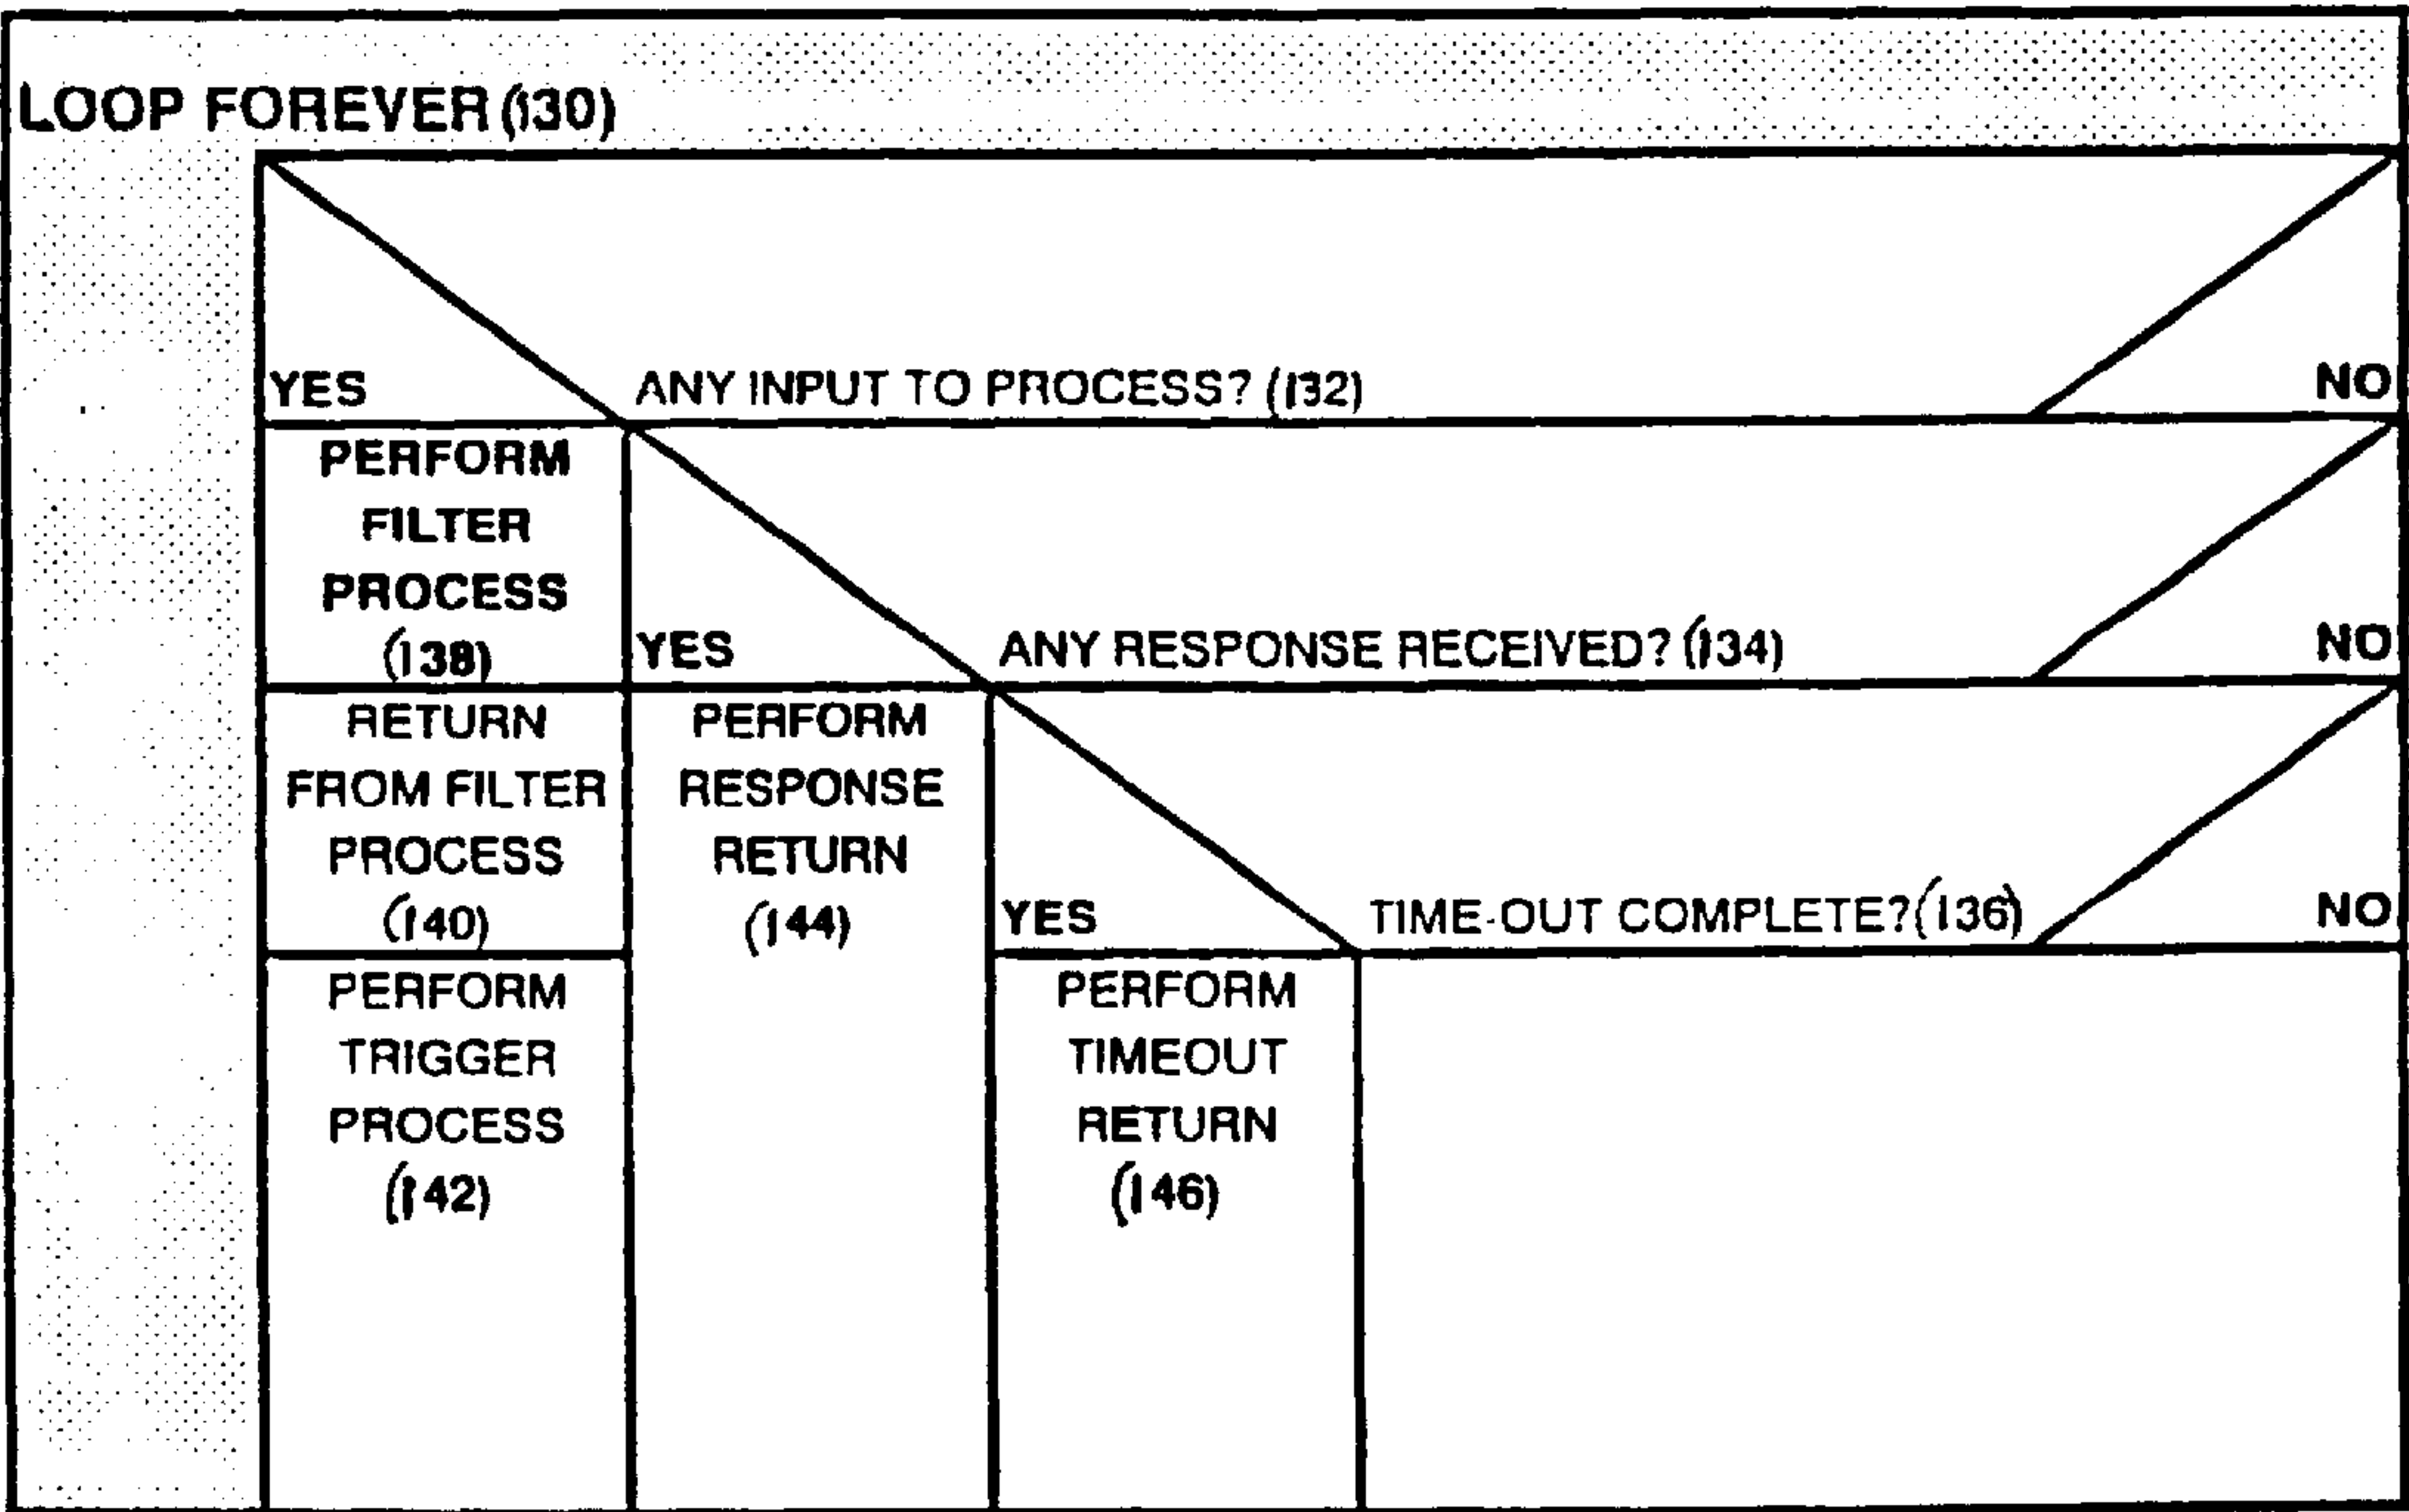 LOOP FOREVER (130)
YES
ANY INPUT TO PROCESS? (132)
NO
PERFORM
FILTER
PROCESS
(138)
YES
ANY RESPONSE RECEIVED? (134)
NO
RETURN
FROM FILTER
PROCESS
(140)
PERFORM
RESPONSE
RETURN
(144)
YES
TIME-OUT COMPLETE? (136)
NO
PERFORM
TRIGGER
PROCESS
(142)
PERFORM
TIMEOUT
RETURN
(146)